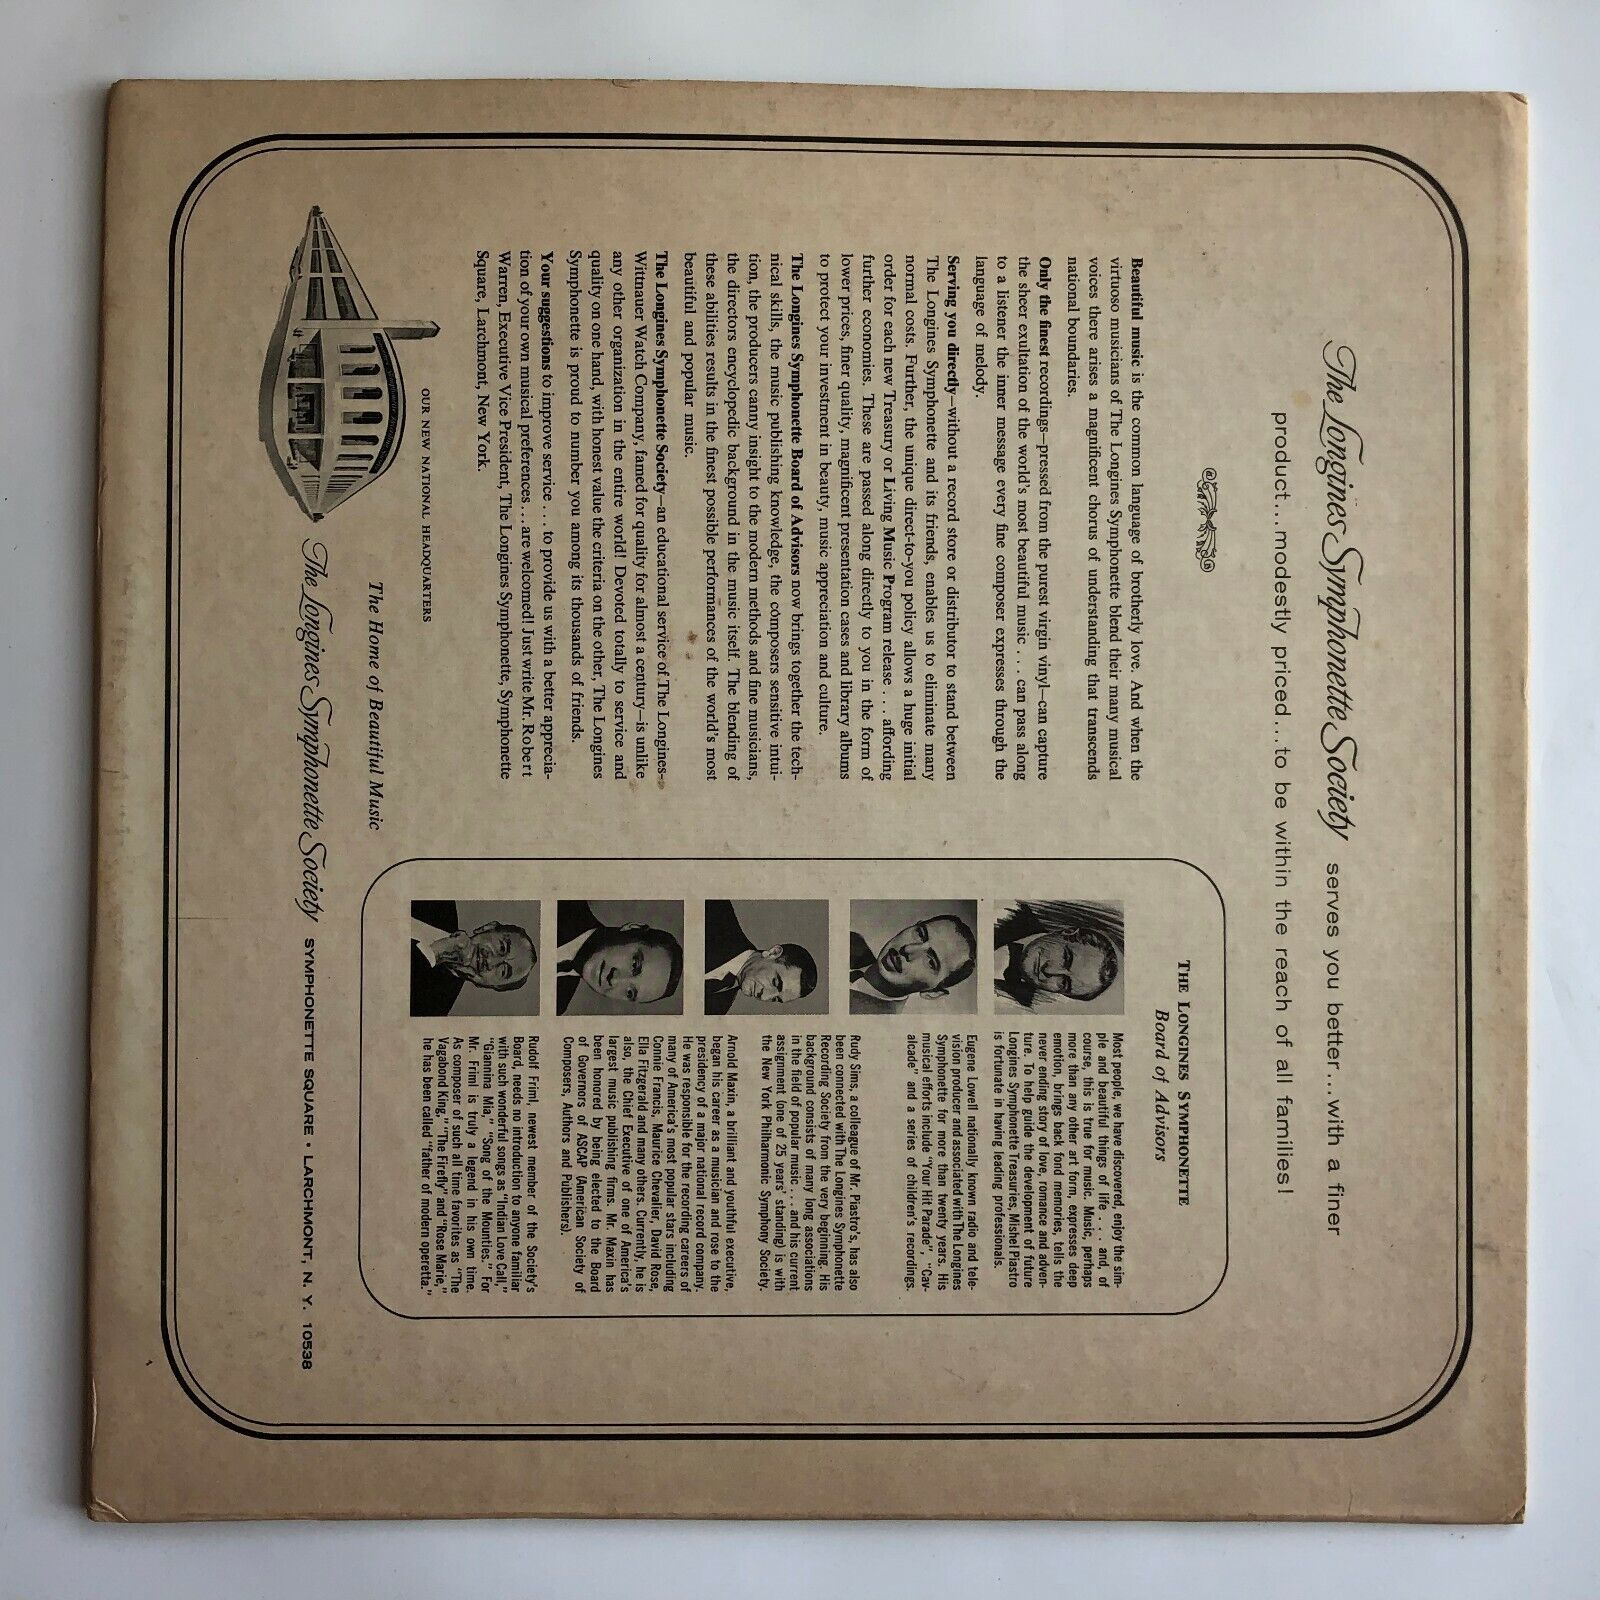 The Longines Symphonette Society serves you better...with a finer
product...modestly priced...to be within the reach of all families!
Beautiful music is the common language of brotherly love. And when the
virtuoso musicians of The Longines Symphonette blend their many musical
voices there arises a magnificent chorus of understanding that transcends
national boundaries.
Only the finest recordings—pressed from the purest virgin vinyl—can capture
the sheer exultation of the world's most beautiful music . . . can pass along
to a listener the inner message every fine composer expresses through the
language of melody.
Serving you directly—without a record store or distributor to stand between
The Longines Symphonette and its friends, enables us to eliminate many
normal costs. Further, the unique direct-to-you policy allows a huge initial
order for each new Treasury or Living Music Program release . . . affording
further economies. These are passed along directly to you in the form of
lower prices, finer quality, magnificent presentation cases and library albums
to protect your investment in beauty, music appreciation and culture.
The Longines Symphonette Board of Advisors now brings together the tech-
nical skills, the music publishing knowledge, the composers sensitive intui-
tion, the producers canny insight to the modern methods and fine musicians,
the directors encyclopedic background in the music itself. The blending of
these abilities results in the finest possible performances of the world's most
beautiful and popular music.
The Longines Symphonette Society—an educational service of The Longines-
Wittnauer Watch Company, famed for quality for almost a century—is unlike
any other organization in the entire world! Devoted totally to service and
quality on one hand, with honest value the criteria on the other, The Longines
Symphonette is proud to number you among its thousands of friends.
Your suggestions to improve service . . . to provide us with a better apprecia-
tion of your own musical preferences . . . are welcomed! Just write Mr. Robert
Warren, Executive Vice President, The Longines Symphonette, Symphonette
Square, Larchmont, New York.
THE LONGINES SYMPHONETTE
Board of Advisors
Most people, we have discovered, enjoy the sim-
ple and beautiful things of life . . . and, of
course, this is true for music. Music, perhaps
more than any other art form, expresses deep
emotion, brings back fond memories, tells the
never ending story of love, romance and adven-
ture. To help guide the development of future
Longines Symphonette Treasuries, Mishel Piastro
is fortunate in having leading professionals.
Eugene Lowell nationally known radio and tele-
vision producer and associated with The Longines
Symphonette for more than twenty years. His
musical efforts include "Your Hit Parade", "Cav-
alcade" and a series of children's recordings.
Rudy Sims, a colleague of Mr. Piastro's, has also
been connected with The Longines Symphonette
Recording Society from the very beginning. His
background consists of many long associations
in the field of popular music . . . and his current
assignment (one of 25 years' standing) is with
the New York Philharmonic Symphony Society.
Arnold Maxin, a brilliant and youthful executive,
began his career as a musician and rose to the
presidency of a major national record company.
He was responsible for the recording careers of
many of America's most popular stars including
Connie Francis, Maurice Chevalier, David Rose,
Ella Fitzgerald and many others. Currently, he is
also, the Chief Executive of one of America's
largest music publishing firms. Mr. Maxin has
been honored by being elected to the Board
of Governors of ASCAP (American Society of
Composers, Authors and Publishers).
Rudolf Friml, newest member of the Society's
Board, needs no introduction to anyone familiar
with such wonderful songs as "Indian Love Call,"
"Giannina Mia," "Song of the Mounties." For
Mr. Friml is truly a legend in his own time.
As composer of such all time favorites as "The
Vagabond King," "The Firefly" and "Rose Marie,"
he has been called "father of modern operetta."
OUR NEW NATIONAL HEADQUARTERS
The Home of Beautiful Music
The Longines Symphonette Society SYMPHONETTE SQUARE • LARCHMONT, N. Y. 10538